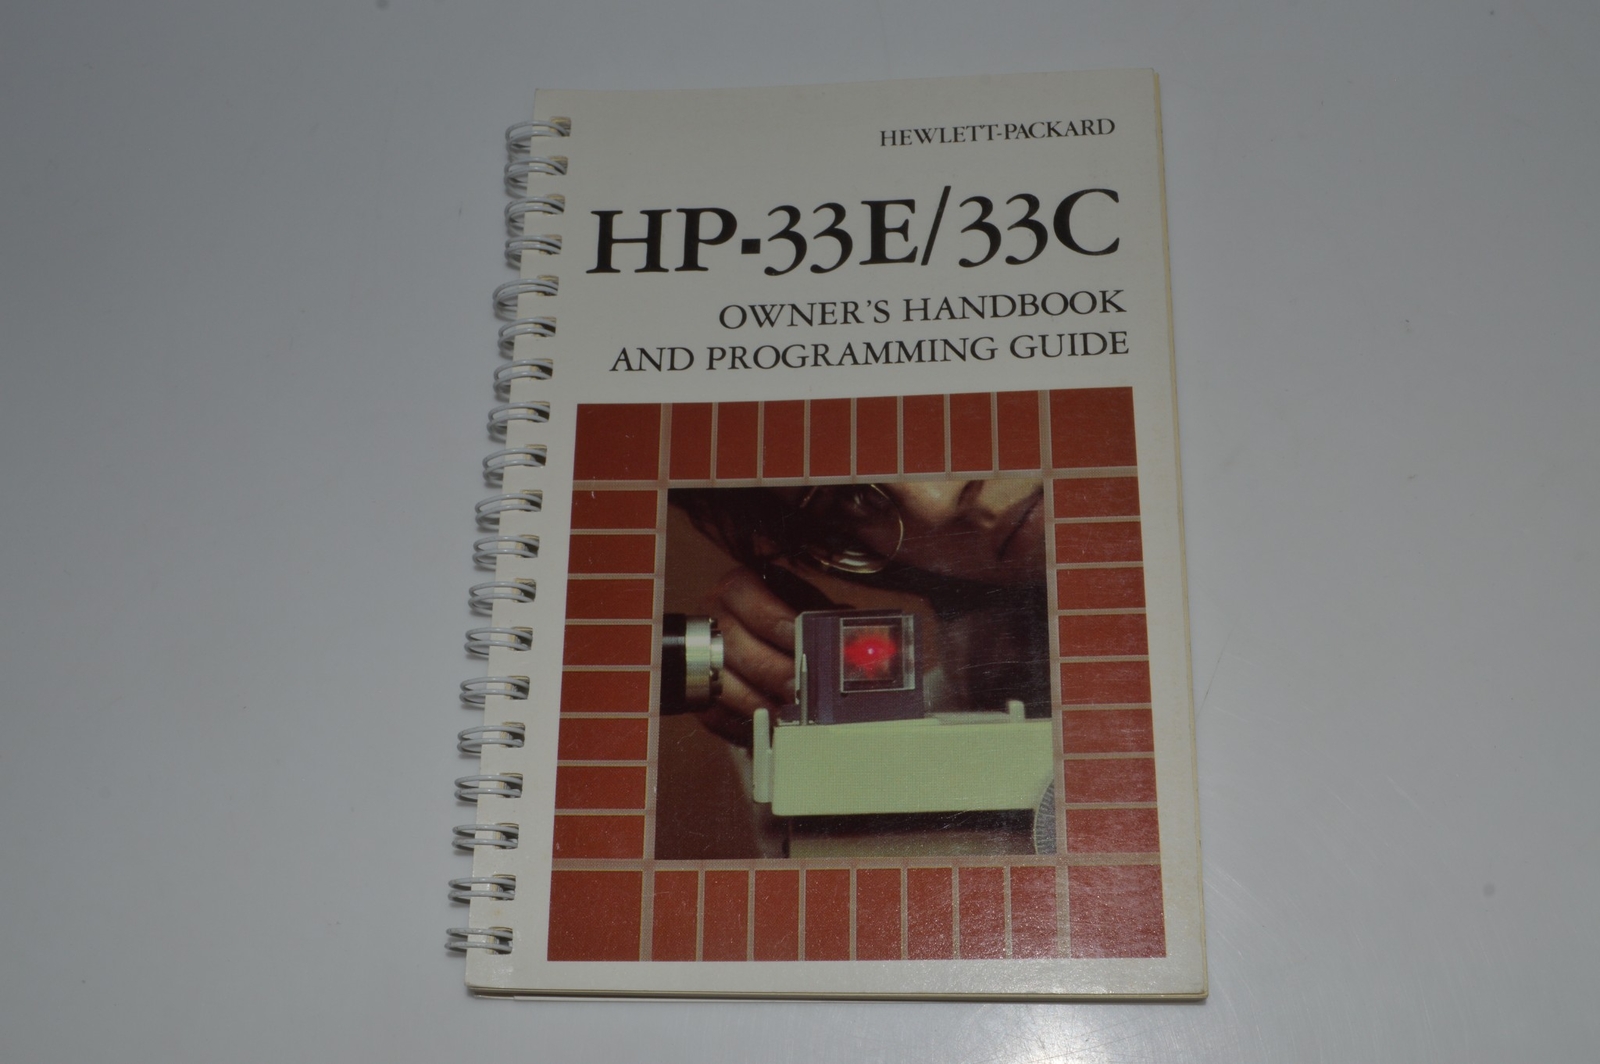 HEWLETT-PACKARD
HP-33E/33C
OWNER'S HANDBOOK
AND PROGRAMMING GUIDE